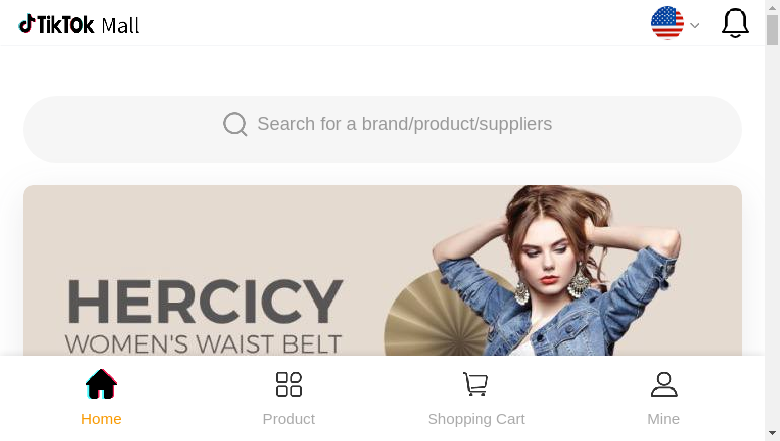 TikTok Mall
Search for a brand/product/suppliers
HERCICY
WOMEN'S WAIST BELT
Home
Product
Shopping Cart
Mine